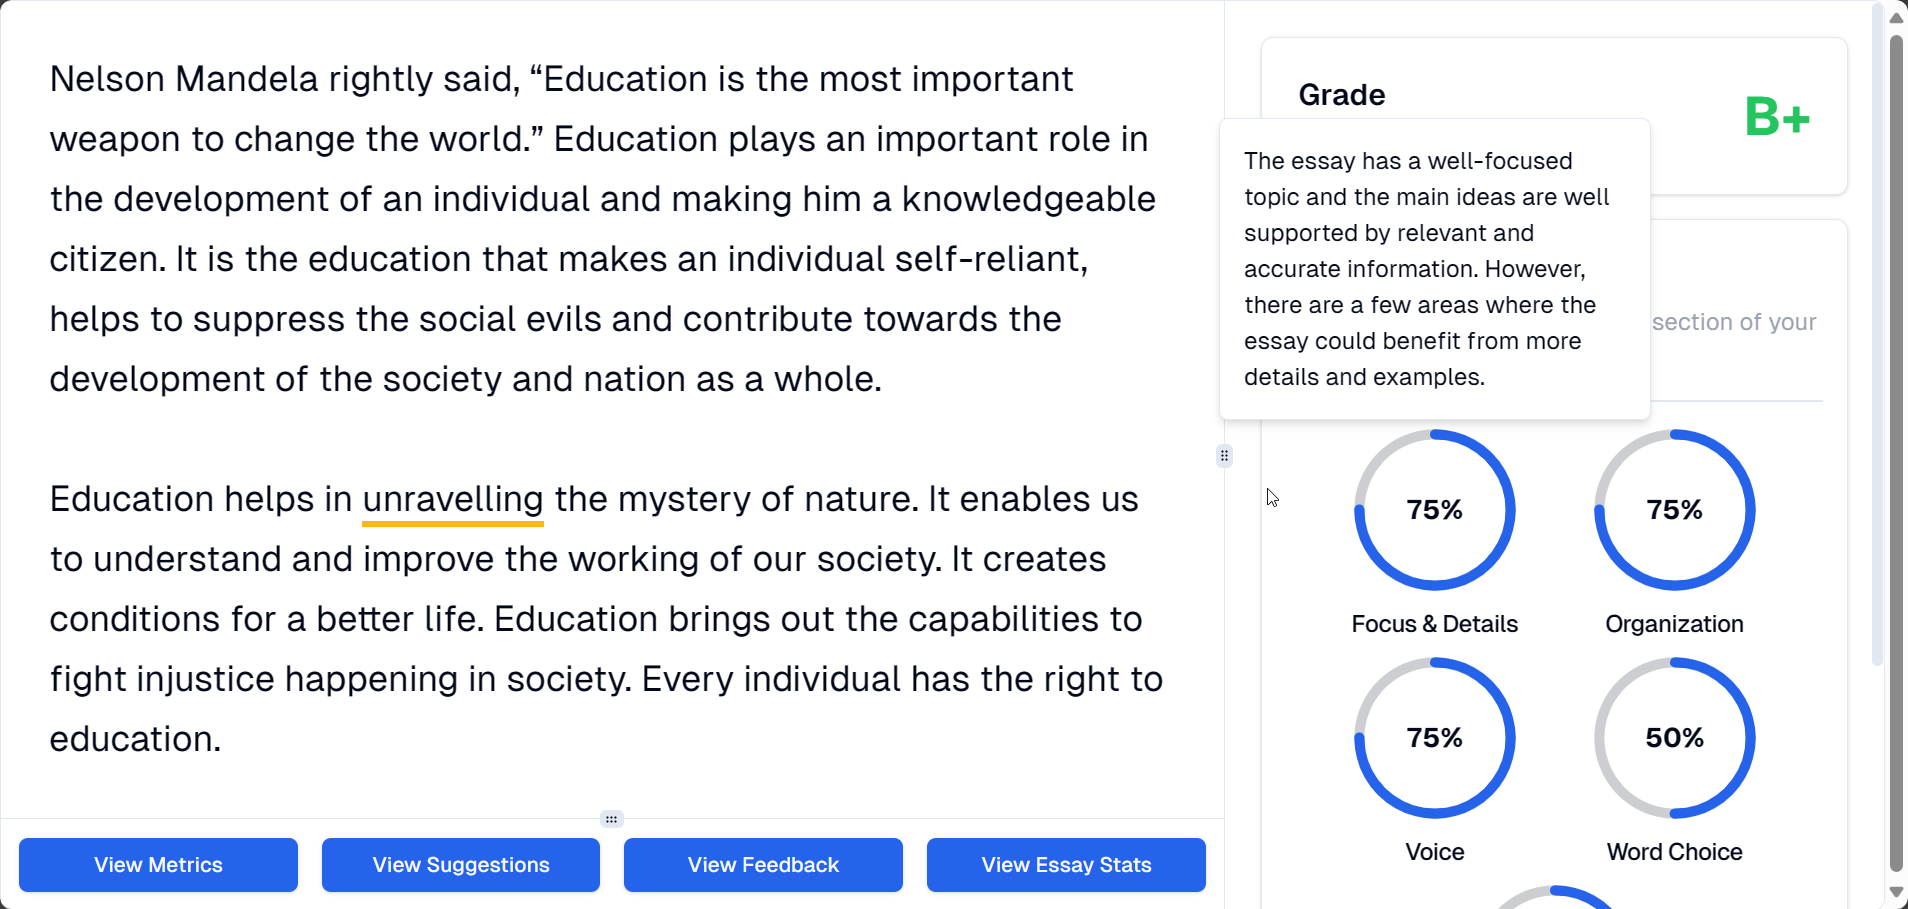 Nelson Mandela rightly said, “Education is the most important
weapon to change the world.” Education plays an important role in
the development of an individual and making him a knowledgeable
citizen. It is the education that makes an individual self-reliant,
helps to suppress the social evils and contribute towards the
development of the society and nation as a whole.
Education helps in unravelling the mystery of nature. It enables us
to understand and improve the working of our society. It creates
conditions for a better life. Education brings out the capabilities to
fight injustice happening in society. Every individual has the right to
education.
View Metrics
View Suggestions
View Feedback
View Essay Stats
Grade
B+
The essay has a well-focused
topic and the main ideas are well
supported by relevant and
accurate information. However,
there are a few areas where the
essay could benefit from more
details and examples.
section of your
75%
75%
Focus & Details
Organization
75%
50%
Voice
Word Choice